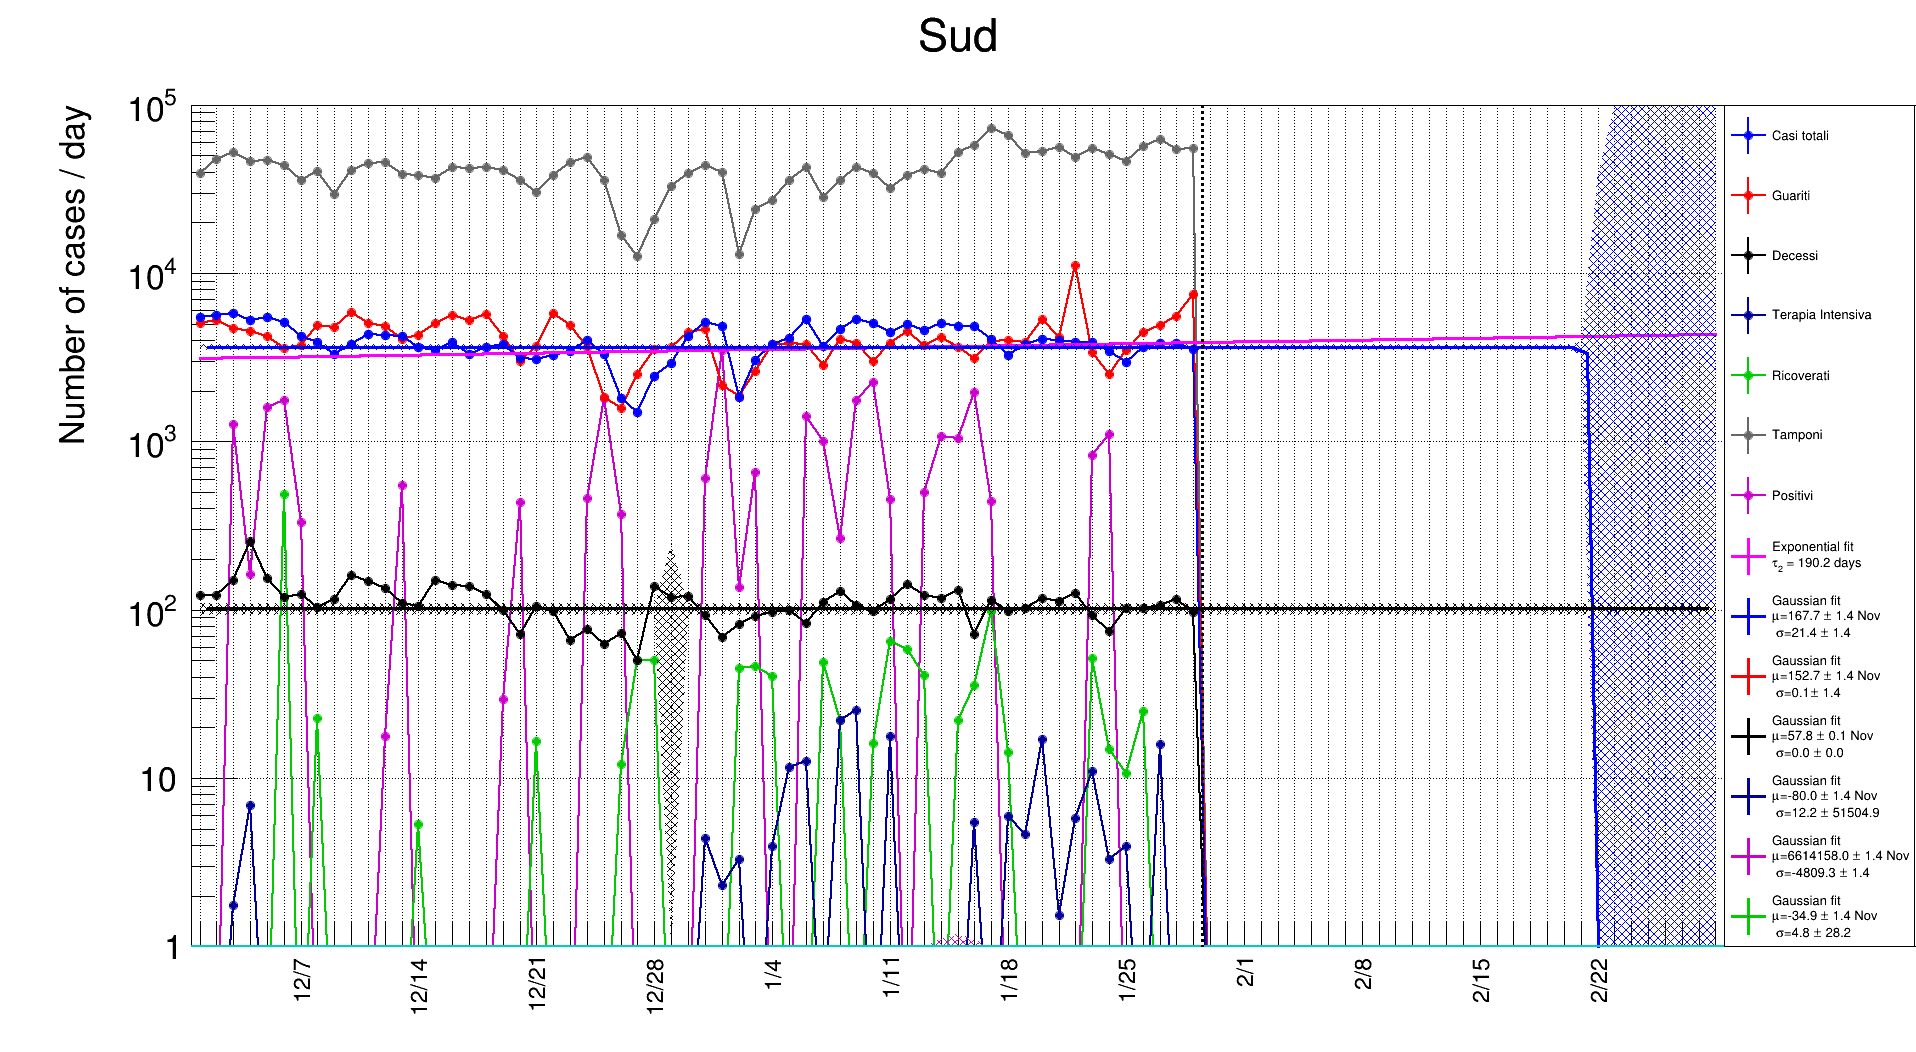 Sud
Number of cases / day
10^5
10^4
10^3
10^2
10
1
12/7
12/14
12/21
12/28
1/4
1/11
1/18
1/25
2/1
2/8
2/15
2/22
Casi totali
Guariti
Decessi
Terapia Intensiva
Ricoverati
Tamponi
Positivi
Exponential fit
τ₂ = 190.2 days
Gaussian fit
μ=167.7 ± 1.4 Nov
σ=21.4 ± 1.4
Gaussian fit
μ=152.7 ± 1.4 Nov
σ=0.1± 1.4
Gaussian fit
μ=57.8 ± 0.1 Nov
σ=0.0 ± 0.0
Gaussian fit
μ=-80.0 ± 1.4 Nov
σ=12.2 ± 51504.9
Gaussian fit
μ=6614158.0 ± 1.4 Nov
σ=-4809.3 ± 1.4
Gaussian fit
μ=-34.9 ± 1.4 Nov
σ=4.8 ± 28.2